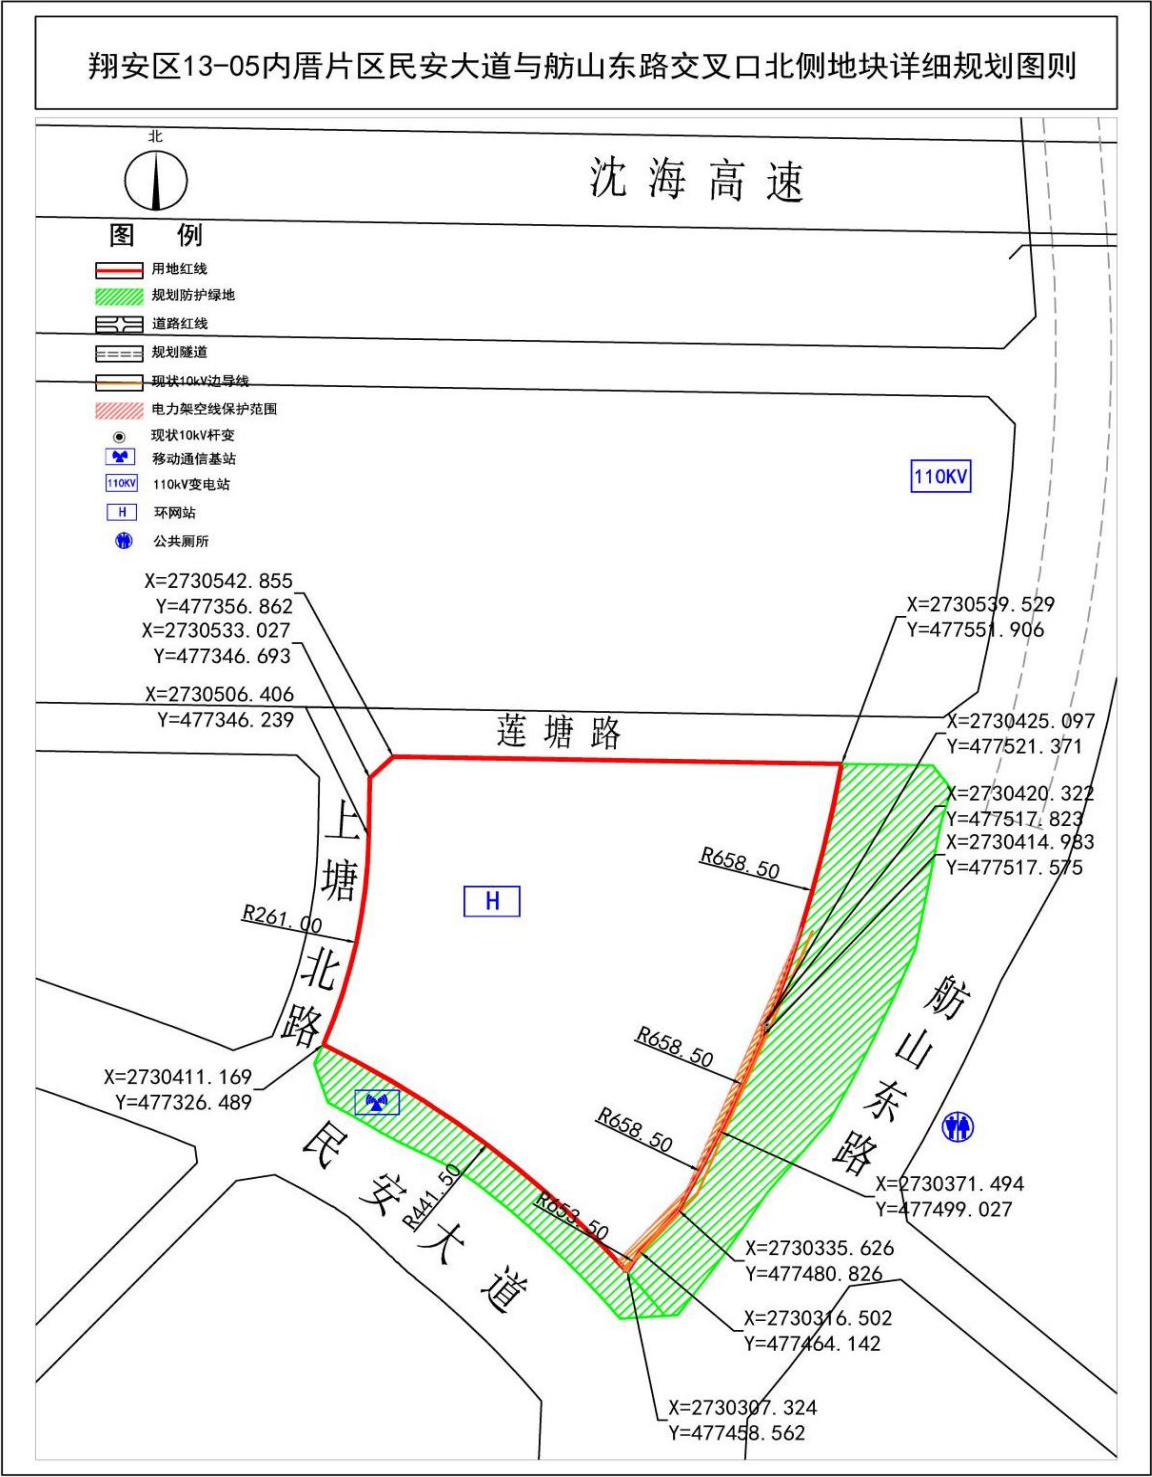 翔安区13-05内厝片区民安大道与舫山东路交叉口北侧地块详细规划图则
北
沈海高速
图 例
用地红线
规划防护绿地
道路红线
规划隧道
现状10kV边导线
电力架空线保护范围
现状10kV杆变
移动通信基站
110KV
110kV变电站
H
环网站
公共厕所
110KV
X=2730542.855
Y=477356.862
X=2730533.027
Y=477346.693
X=2730506.406
Y=477346.239
X=2730539.529
Y=477551.906
莲塘路
X=2730425.097
Y=477521.371
X=2730420.322
Y=477517.823
X=2730414.983
Y=477517.575
上塘北路
R658.50
H
R261.00
舫山东路
R658.50
X=2730411.169
Y=477326.489
R658.50
民安大道
R441.50
R653.50
X=2730371.494
Y=477499.027
X=2730335.626
Y=477480.826
X=2730316.502
Y=477464.142
X=2730307.324
Y=477458.562